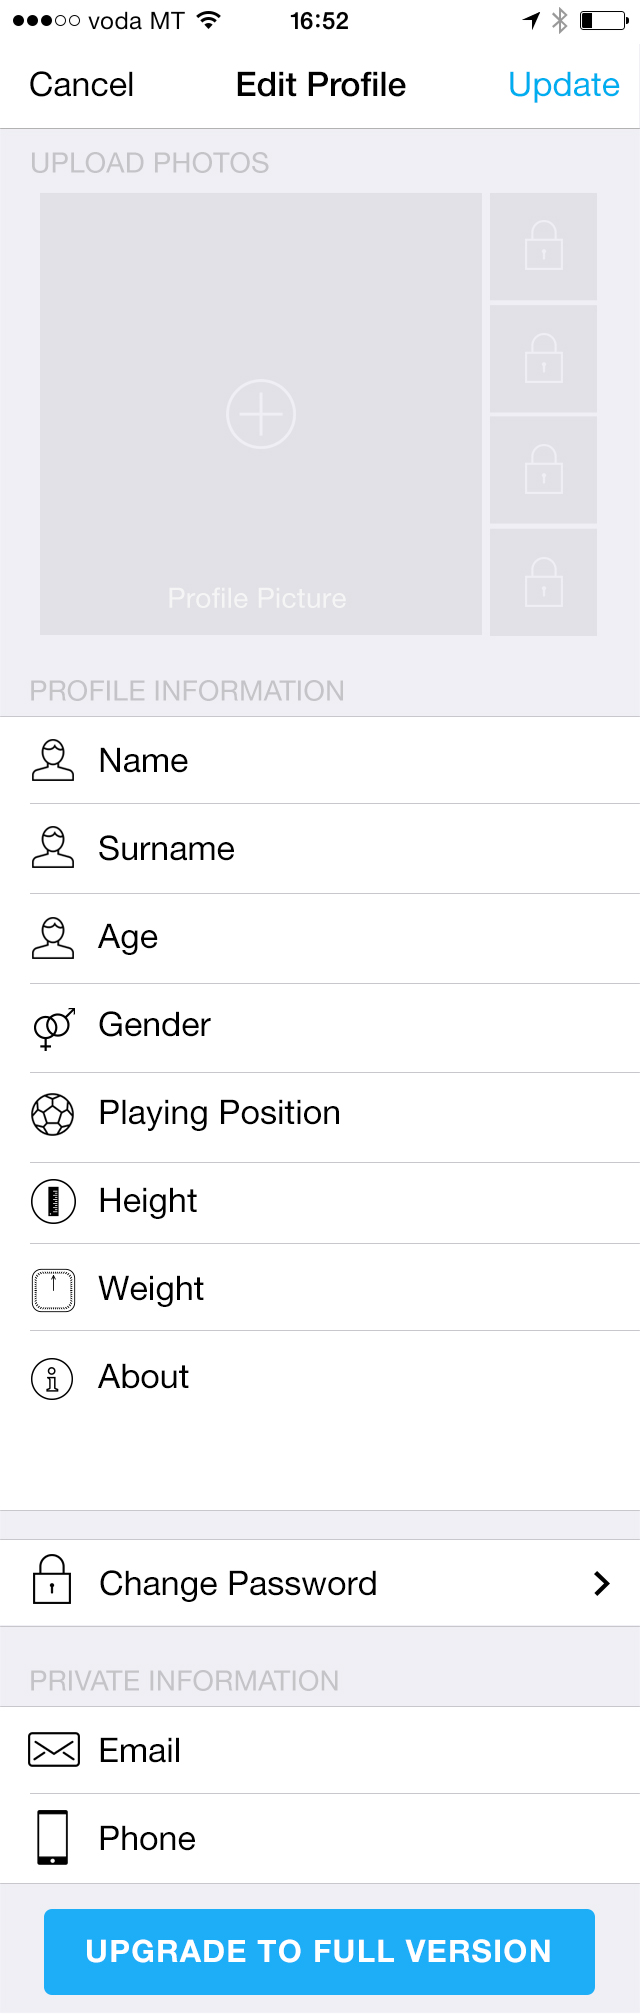 voda MT 16:52
Cancel Edit Profile Update
UPLOAD PHOTOS
Profile Picture
PROFILE INFORMATION
Name
Surname
Age
Gender
Playing Position
Height
Weight
About
Change Password
PRIVATE INFORMATION
Email
Phone
UPGRADE TO FULL VERSION